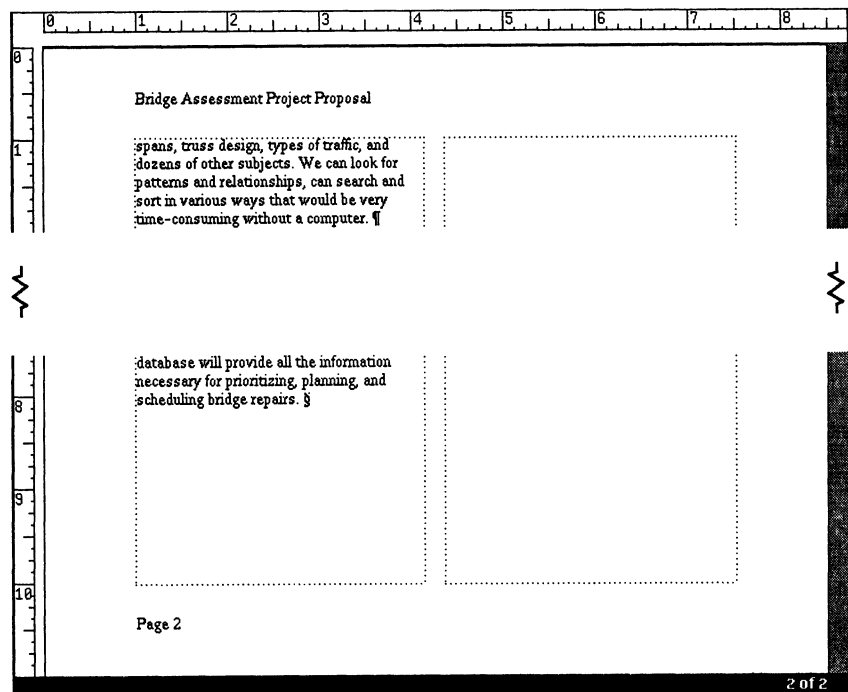 0 1 2 3 4 5 6 7 8
0
Bridge Assessment Project Proposal
1
spans, truss design, types of traffic, and
dozens of other subjects. We can look for
patterns and relationships, can search and
sort in various ways that would be very
time-consuming without a computer. ¶
database will provide all the information
necessary for prioritizing, planning, and
scheduling bridge repairs. §
8
9
10
Page 2
2 of 2